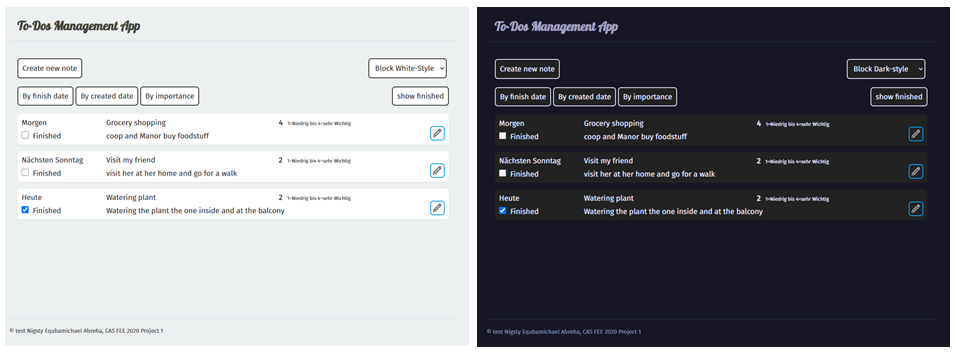 To-Dos Management App
Create new note
Block White-Style
By finish date
By created date
By importance
show finished
Morgen
Grocery shopping
4 1=Niedrig bis 4=sehr Wichtig
Finished
coop and Manor buy foodstuff
Nächsten Sonntag
Visit my friend
2 1=Niedrig bis 4=sehr Wichtig
Finished
visit her at her home and go for a walk
Heute
Watering plant
2 1=Niedrig bis 4=sehr Wichtig
Finished
Watering the plant the one inside and at the balcony
© test Nigsty Equbamichael Abreha, CAS FEE 2020 Project 1
To-Dos Management App
Create new note
Block Dark-style
By finish date
By created date
By importance
show finished
Morgen
Grocery shopping
4 1=Niedrig bis 4=sehr Wichtig
Finished
coop and Manor buy foodstuff
Nächsten Sonntag
Visit my friend
2 1=Niedrig bis 4=sehr Wichtig
Finished
visit her at her home and go for a walk
Heute
Watering plant
2 1=Niedrig bis 4=sehr Wichtig
Finished
Watering the plant the one inside and at the balcony
© test Nigsty Equbamichael Abreha, CAS FEE 2020 Project 1